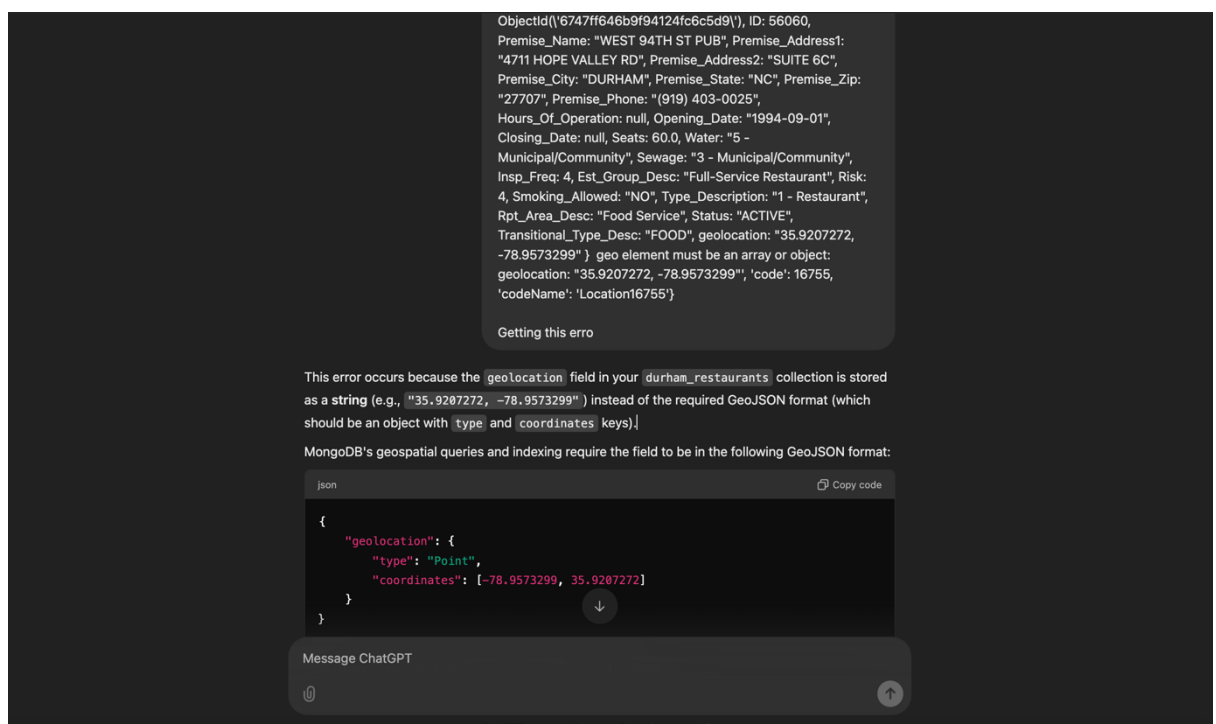 ObjectId(\'6747ff646b9f94124fc6c5d9\'), ID: 56060,
Premise_Name: "WEST 94TH ST PUB", Premise_Address1:
"4711 HOPE VALLEY RD", Premise_Address2: "SUITE 6C",
Premise_City: "DURHAM", Premise_State: "NC", Premise_Zip:
"27707", Premise_Phone: "(919) 403-0025",
Hours_Of_Operation: null, Opening_Date: "1994-09-01",
Closing_Date: null, Seats: 60.0, Water: "5 -
Municipal/Community", Sewage: "3 - Municipal/Community",
Insp_Freq: 4, Est_Group_Desc: "Full-Service Restaurant", Risk:
4, Smoking_Allowed: "NO", Type_Description: "1 - Restaurant",
Rpt_Area_Desc: "Food Service", Status: "ACTIVE",
Transitional_Type_Desc: "FOOD", geolocation: "35.9207272,
-78.9573299" }  geo element must be an array or object:
geolocation: "35.9207272, -78.9573299"', 'code': 16755,
'codeName': 'Location16755'}
Getting this erro
This error occurs because the geolocation field in your durham_restaurants collection is stored
as a string (e.g., "35.9207272, -78.9573299") instead of the required GeoJSON format (which
should be an object with type and coordinates keys).
MongoDB's geospatial queries and indexing require the field to be in the following GeoJSON format:
json
Copy code
{
"geolocation": {
"type": "Point",
"coordinates": [-78.9573299, 35.9207272]
}
}
Message ChatGPT